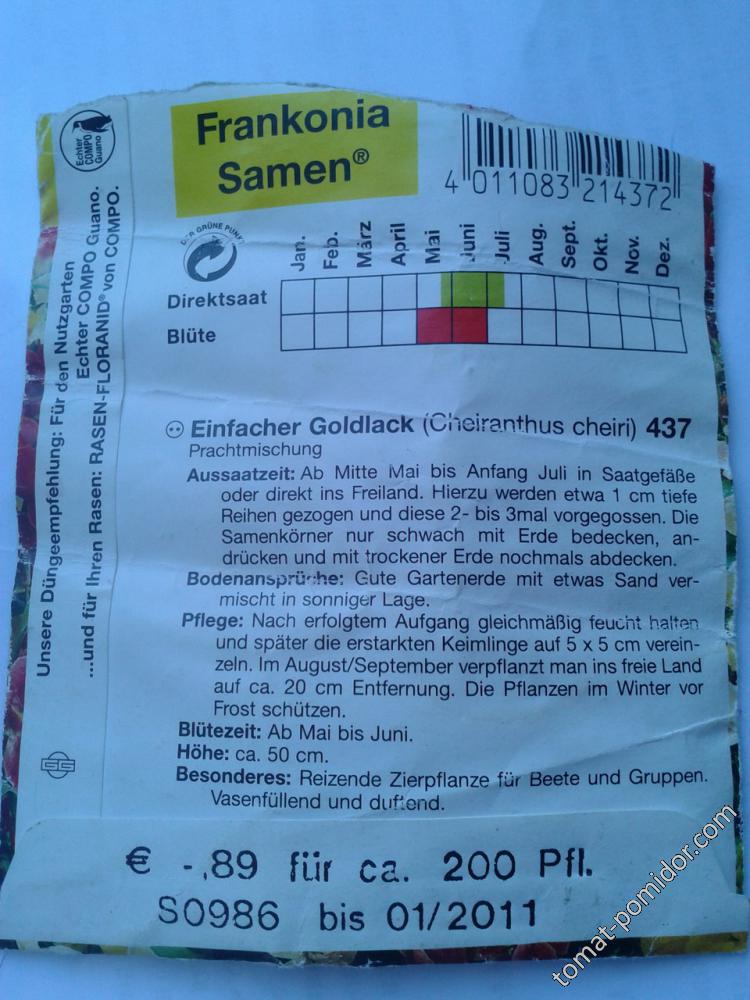 Frankonia
Samen®
4 011083 214372
Echter
COMPO
Guano
DER GRÜNE PUNKT
Jan.
Feb.
März
April
Mai
Juni
Juli
Aug.
Sept.
Okt.
Nov.
Dez.
Direktsaat
Blüte
Unsere Düngeempfehlung: Für den Nutzgarten
Echter COMPO Guano.
...und für Ihren Rasen: RASEN-FLORANID® von COMPO.
Einfacher Goldlack (Cheiranthus cheiri) 437
Prachtmischung
Aussaatzeit: Ab Mitte Mai bis Anfang Juli in Saatgefäße
oder direkt ins Freiland. Hierzu werden etwa 1 cm tiefe
Reihen gezogen und diese 2- bis 3mal vorgegossen. Die
Samenkörner nur schwach mit Erde bedecken, an-
drücken und mit trockener Erde nochmals abdecken.
Bodenansprüche: Gute Gartenerde mit etwas Sand ver-
mischt in sonniger Lage.
Pflege: Nach erfolgtem Aufgang gleichmäßig feucht halten
und später die erstarkten Keimlinge auf 5 x 5 cm verein-
zeln. Im August/September verpflanzt man ins freie Land
auf ca. 20 cm Entfernung. Die Pflanzen im Winter vor
Frost schützen.
Blütezeit: Ab Mai bis Juni.
Höhe: ca. 50 cm.
Besonderes: Reizende Zierpflanze für Beete und Gruppen.
Vasenfüllend und duftend.
€ -,89 für ca. 200 Pfl.
S0986 bis 01/2011
tomat-pomidor.com